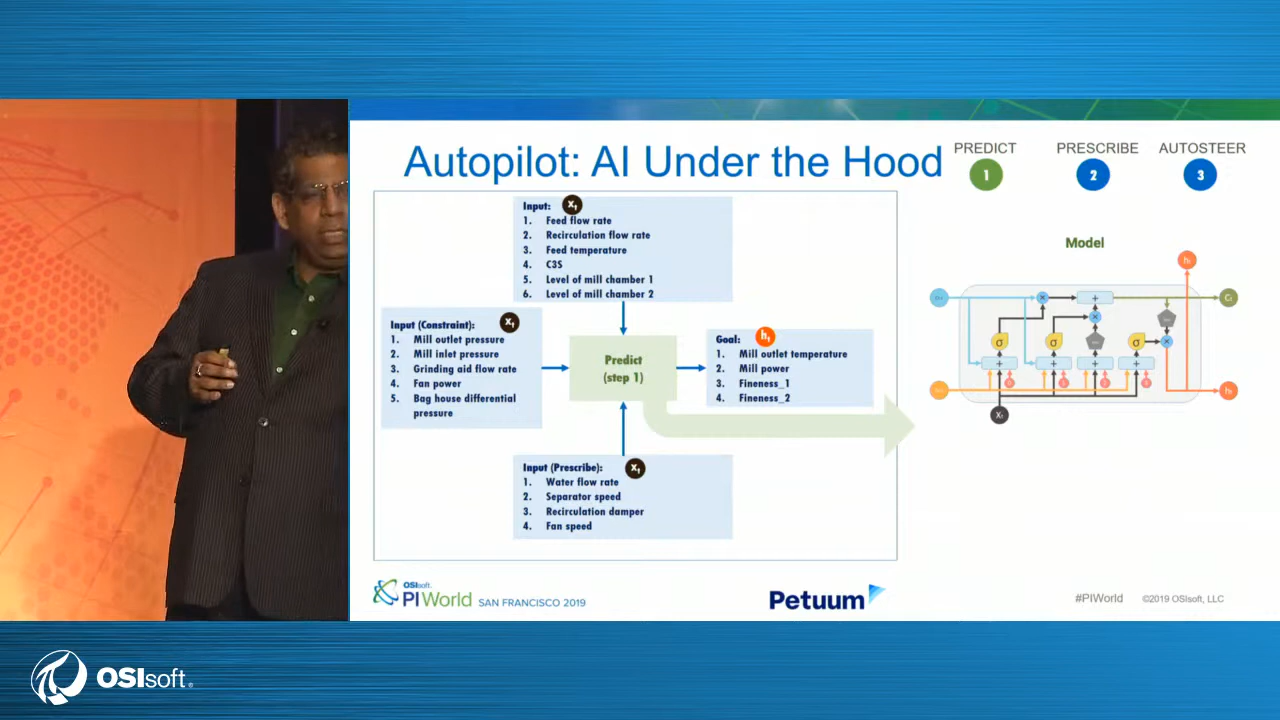 Autopilot: AI Under the Hood
PREDICT
1
PRESCRIBE
2
AUTOSTEER
3
Input:
X₁
1. Feed flow rate
2. Recirculation flow rate
3. Feed temperature
4. C3S
5. Level of mill chamber 1
6. Level of mill chamber 2
Input (Constraint):
X₁
1. Mill outlet pressure
2. Mill inlet pressure
3. Grinding aid flow rate
4. Fan power
5. Bag house differential
pressure
Predict
(step 1)
Goal:
h₁
1. Mill outlet temperature
2. Mill power
3. Fineness_1
4. Fineness_2
Input (Prescribe):
X₁
1. Water flow rate
2. Separator speed
3. Recirculation damper
4. Fan speed
Model
σ
σ
σ
+
+
+
+
+
OSIsoft.
PIWorld SAN FRANCISCO 2019
Petuum
#PIWorld ©2019 OSIsoft, LLC
OSIsoft.